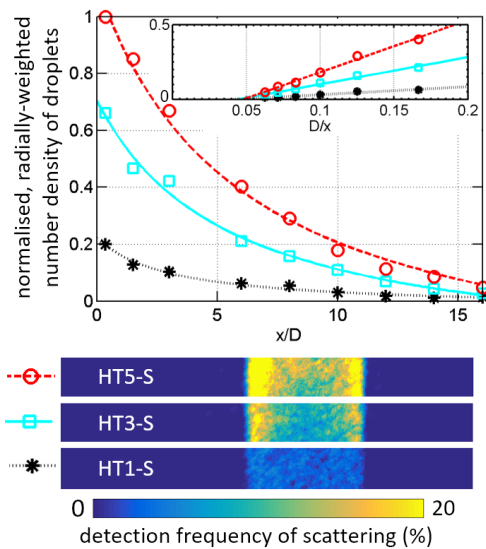 normalised, radially-weighted
number density of droplets
1
0.8
0.6
0.4
0.2
0
0 5 10 15
x/D
0.5
0
0 0.05 0.1 0.15 0.2
D/x
HT5-S
HT3-S
HT1-S
0 20
detection frequency of scattering (%)